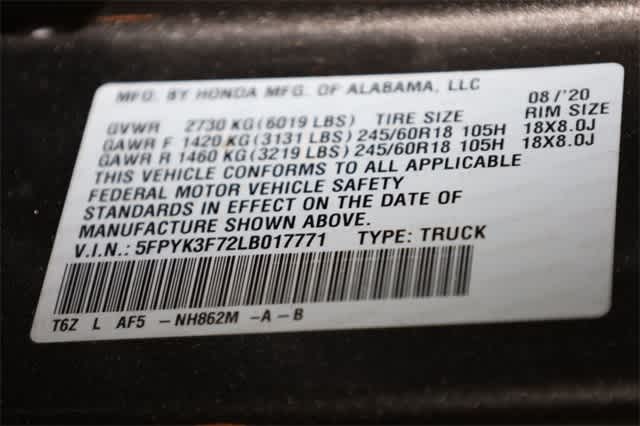 MFD. BY HONDA MFG. OF ALABAMA, LLC 08/'20
GVWR 2730 KG(6019 LBS) TIRE SIZE RIM SIZE
GAWR F 1420 KG(3131 LBS) 245/60R18 105H 18X8.0J
GAWR R 1460 KG(3219 LBS) 245/60R18 105H 18X8.0J
THIS VEHICLE CONFORMS TO ALL APPLICABLE
FEDERAL MOTOR VEHICLE SAFETY
STANDARDS IN EFFECT ON THE DATE OF
MANUFACTURE SHOWN ABOVE.
V.I.N.: 5FPYK3F72LB017771 TYPE: TRUCK
T6Z L AF5 -NH862M -A-B